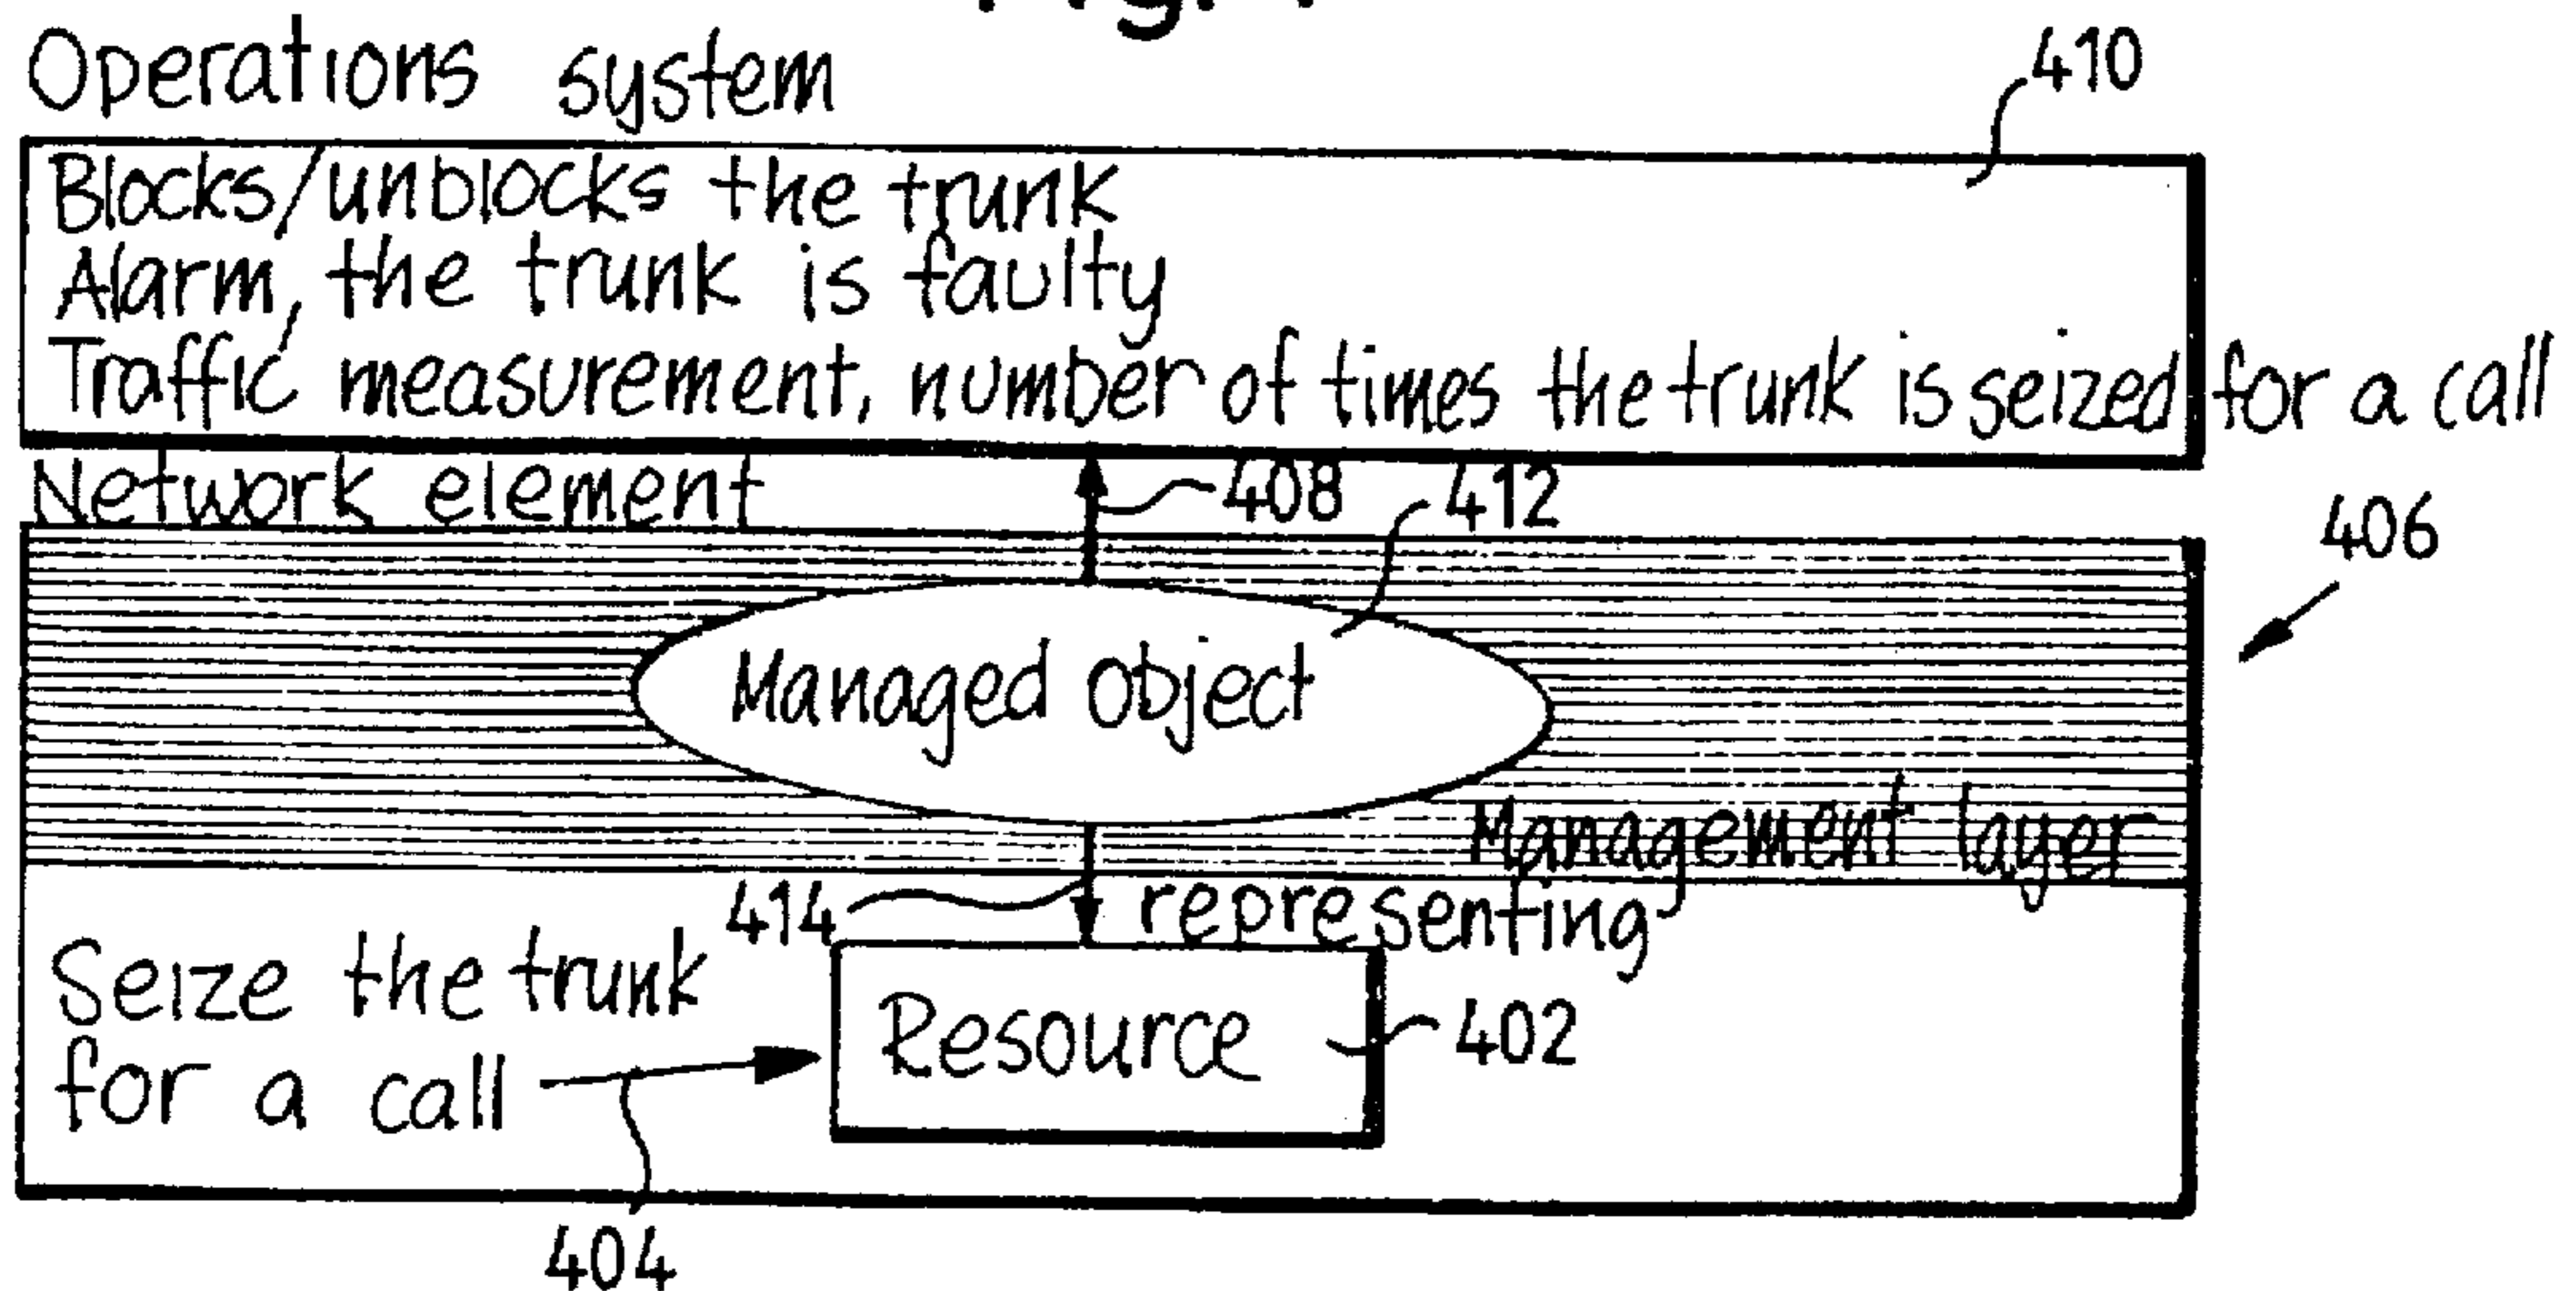 Operations system
410
Blocks/unblocks the trunk
Alarm, the trunk is faulty
Traffic measurement, number of times the trunk is seized for a call
Network element
408
412
406
Managed object
Management layer
414
representing
Seize the trunk
for a call
Resource
402
404